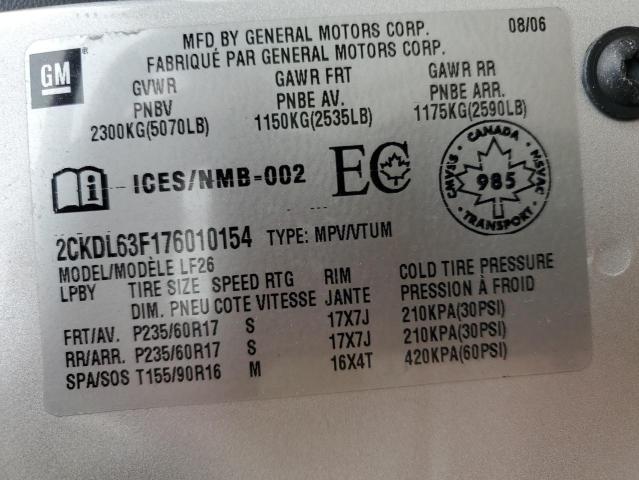 GM
MFD BY GENERAL MOTORS CORP. 08/06
FABRIQUÉ PAR GENERAL MOTORS CORP.
GVWR GAWR FRT GAWR RR
PNBV PNBE AV. PNBE ARR.
2300KG(5070LB) 1150KG(2535LB) 1175KG(2590LB)
i ICES/NMB-002 EC
CANADA
CMVSS NSVAC
985
TRANSPORT
2CKDL63F176010154 TYPE: MPV/VTUM
MODEL/MODÈLE LF26
LPBY TIRE SIZE SPEED RTG RIM COLD TIRE PRESSURE
DIM. PNEU COTE VITESSE JANTE PRESSION À FROID
FRT/AV. P235/60R17 S 17X7J 210KPA(30PSI)
RR/ARR. P235/60R17 S 17X7J 210KPA(30PSI)
SPA/SOS T155/90R16 M 16X4T 420KPA(60PSI)